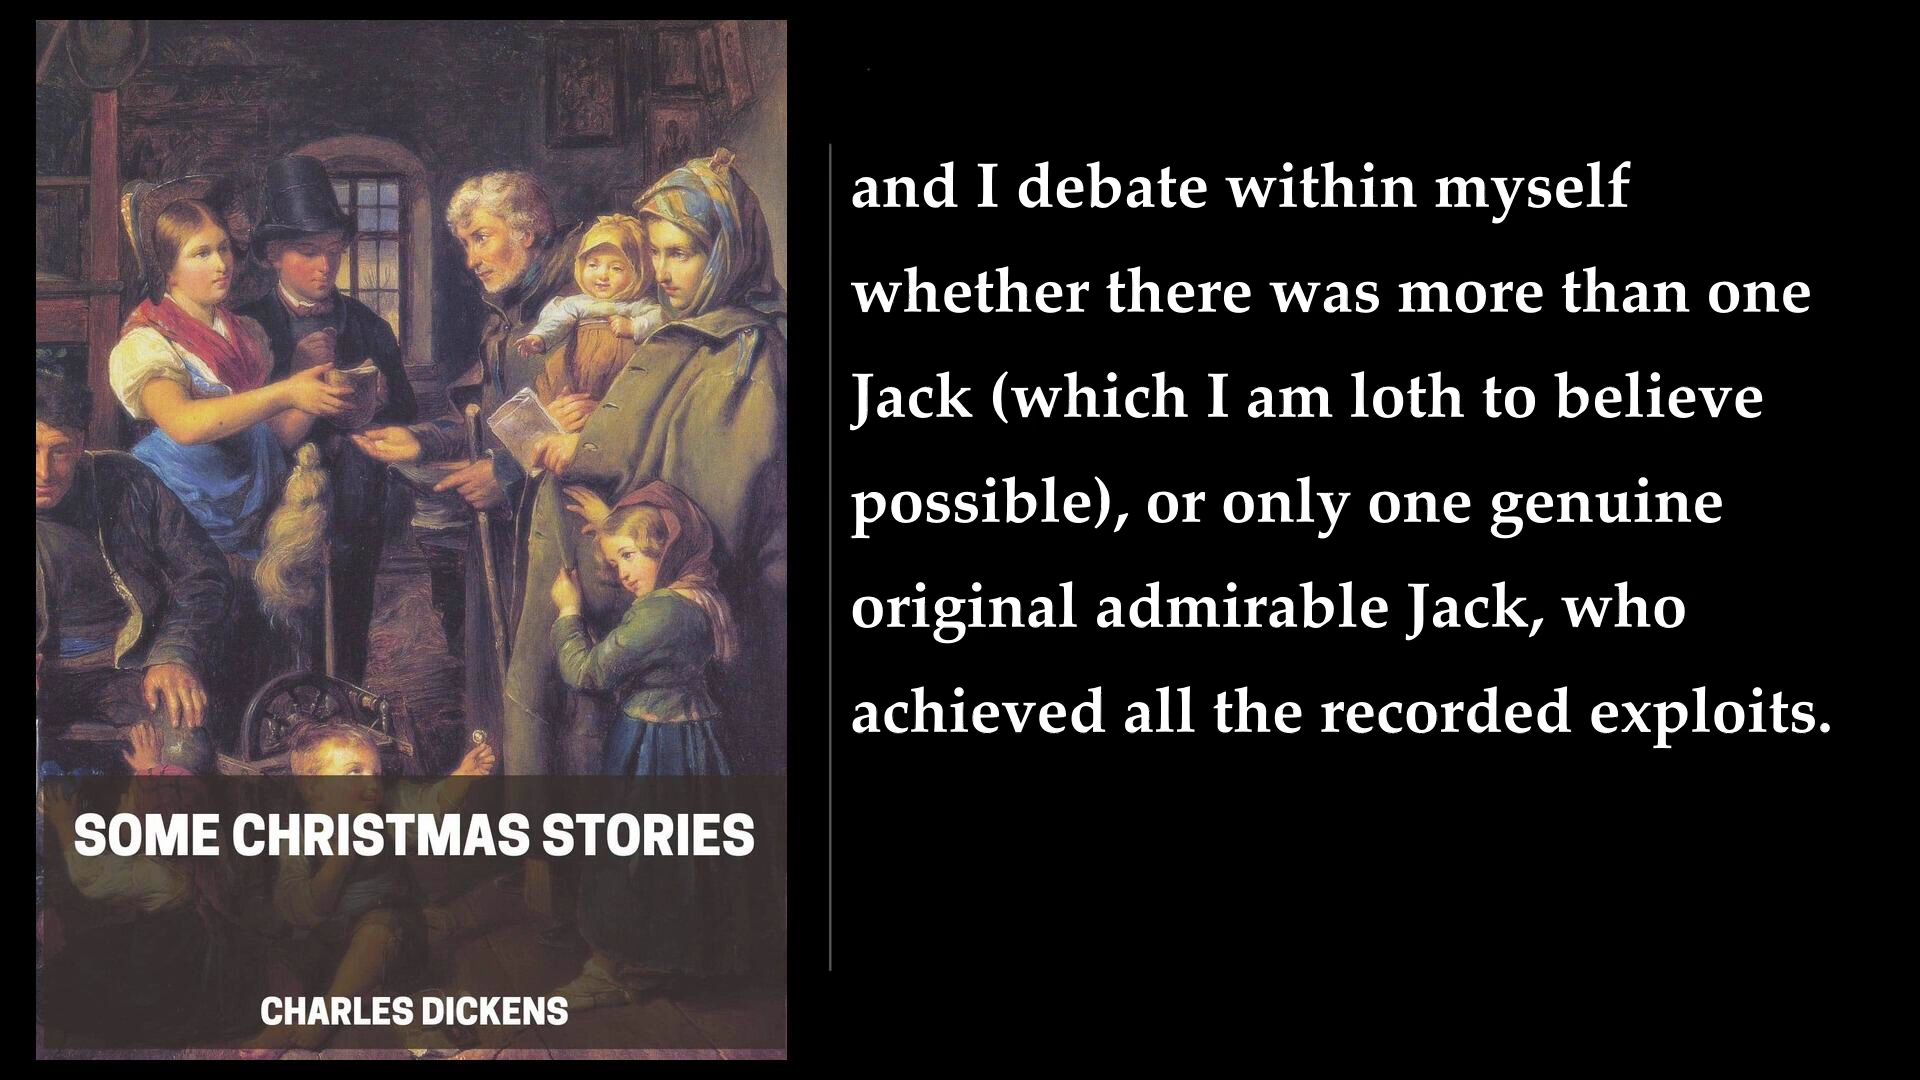 SOME CHRISTMAS STORIES
CHARLES DICKENS
and I debate within myself
whether there was more than one
Jack (which I am loth to believe
possible), or only one genuine
original admirable Jack, who
achieved all the recorded exploits.